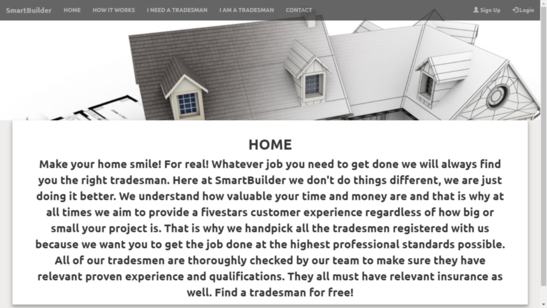 SmartBuilder HOME HOW IT WORKS I NEED A TRADESMAN I AM A TRADESMAN CONTACT Sign Up Login
HOME
Make your home smile! For real! Whatever job you need to get done we will always find
you the right tradesman. Here at SmartBuilder we don't do things different, we are just
doing it better. We understand how valuable your time and money are and that is why at
all times we aim to provide a fivestars customer experience regardless of how big or
small your project is. That is why we handpick all the tradesmen registered with us
because we want you to get the job done at the highest professional standards possible.
All of our tradesmen are thoroughly checked by our team to make sure they have
relevant proven experience and qualifications. They all must have relevant insurance as
well. Find a tradesman for free!